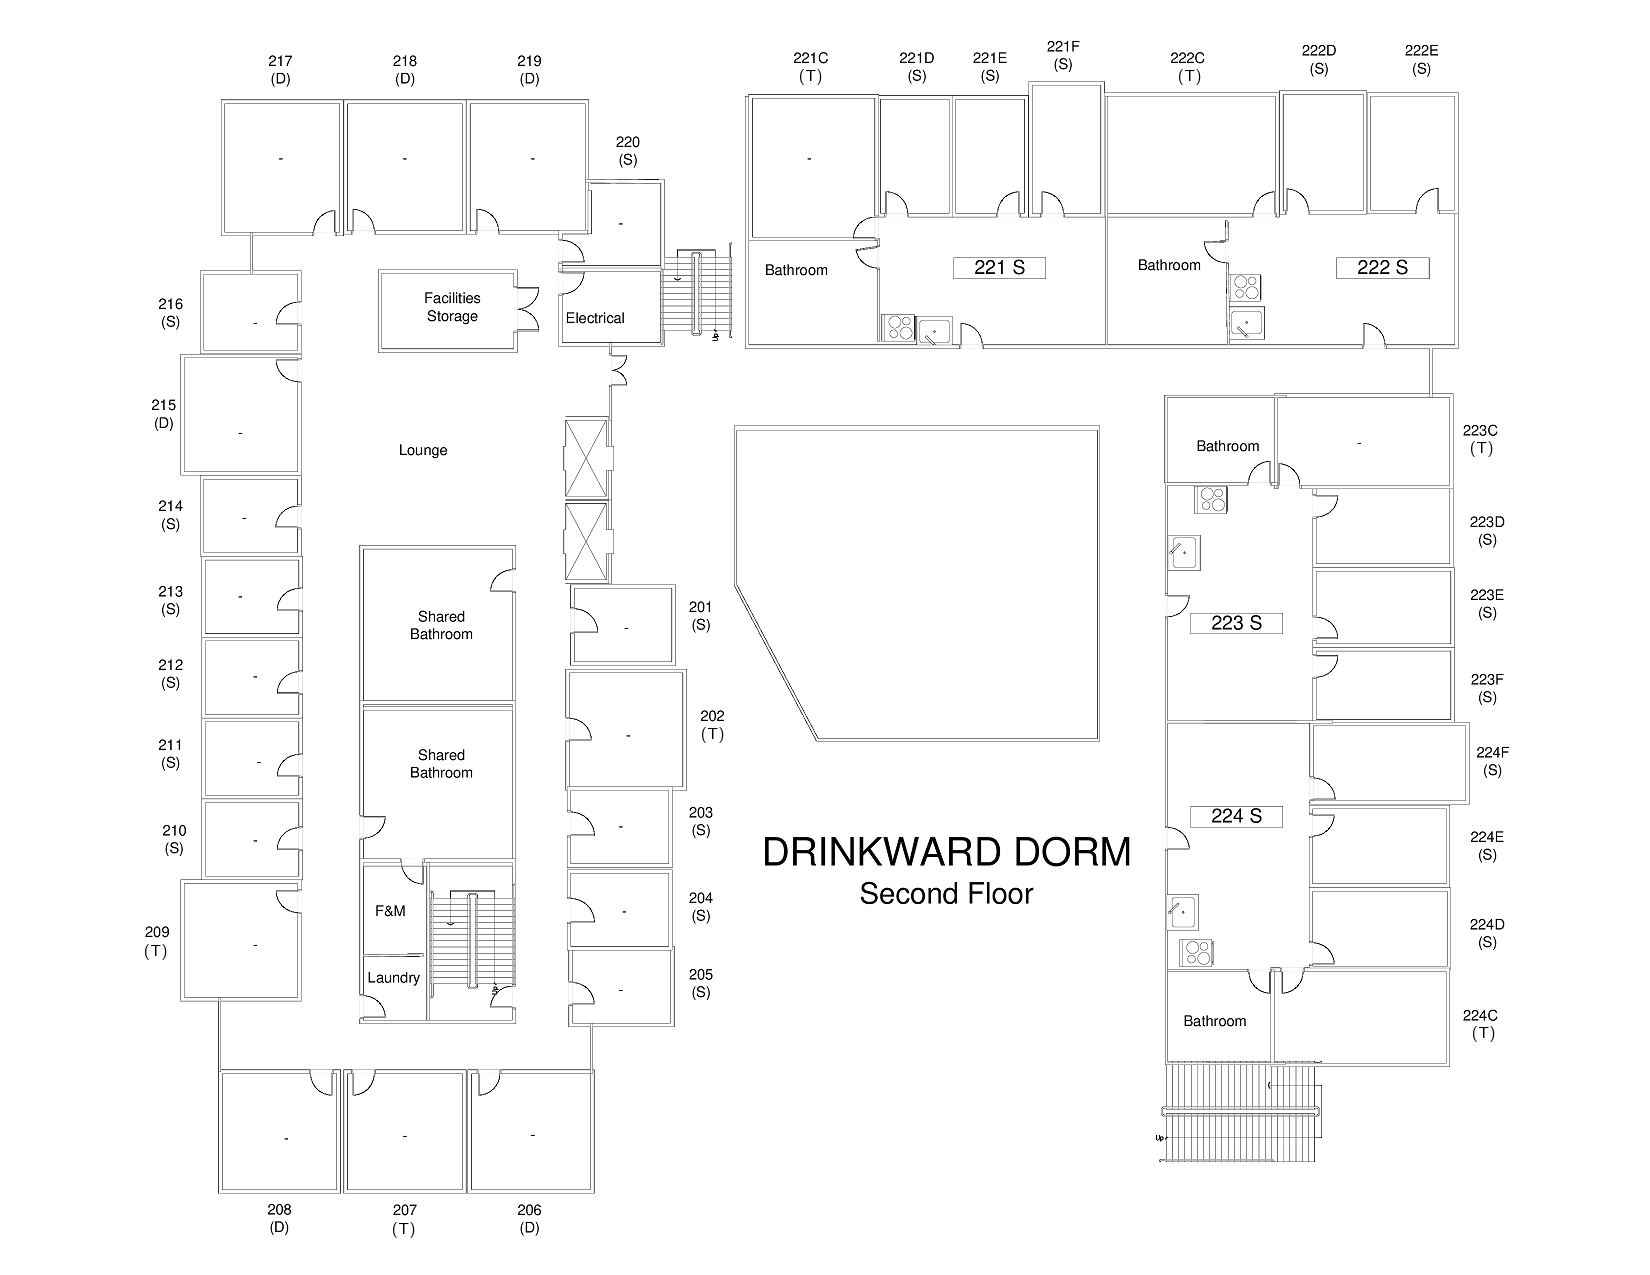 217
(D)
218
(D)
219
(D)
220
(S)
221C
(T)
221D
(S)
221E
(S)
221F
(S)
222C
(T)
222D
(S)
222E
(S)
216
(S)
Facilities
Storage
Electrical
Up
Bathroom
221 S
Bathroom
222 S
215
(D)
Lounge
Bathroom
223C
(T)
214
(S)
223D
(S)
213
(S)
Shared
Bathroom
201
(S)
223 S
223E
(S)
212
(S)
223F
(S)
211
(S)
Shared
Bathroom
202
(T)
224F
(S)
210
(S)
203
(S)
224 S
224E
(S)
DRINKWARD DORM
Second Floor
209
(T)
F&M
204
(S)
224D
(S)
Laundry
Up
205
(S)
Bathroom
224C
(T)
Up
208
(D)
207
(T)
206
(D)